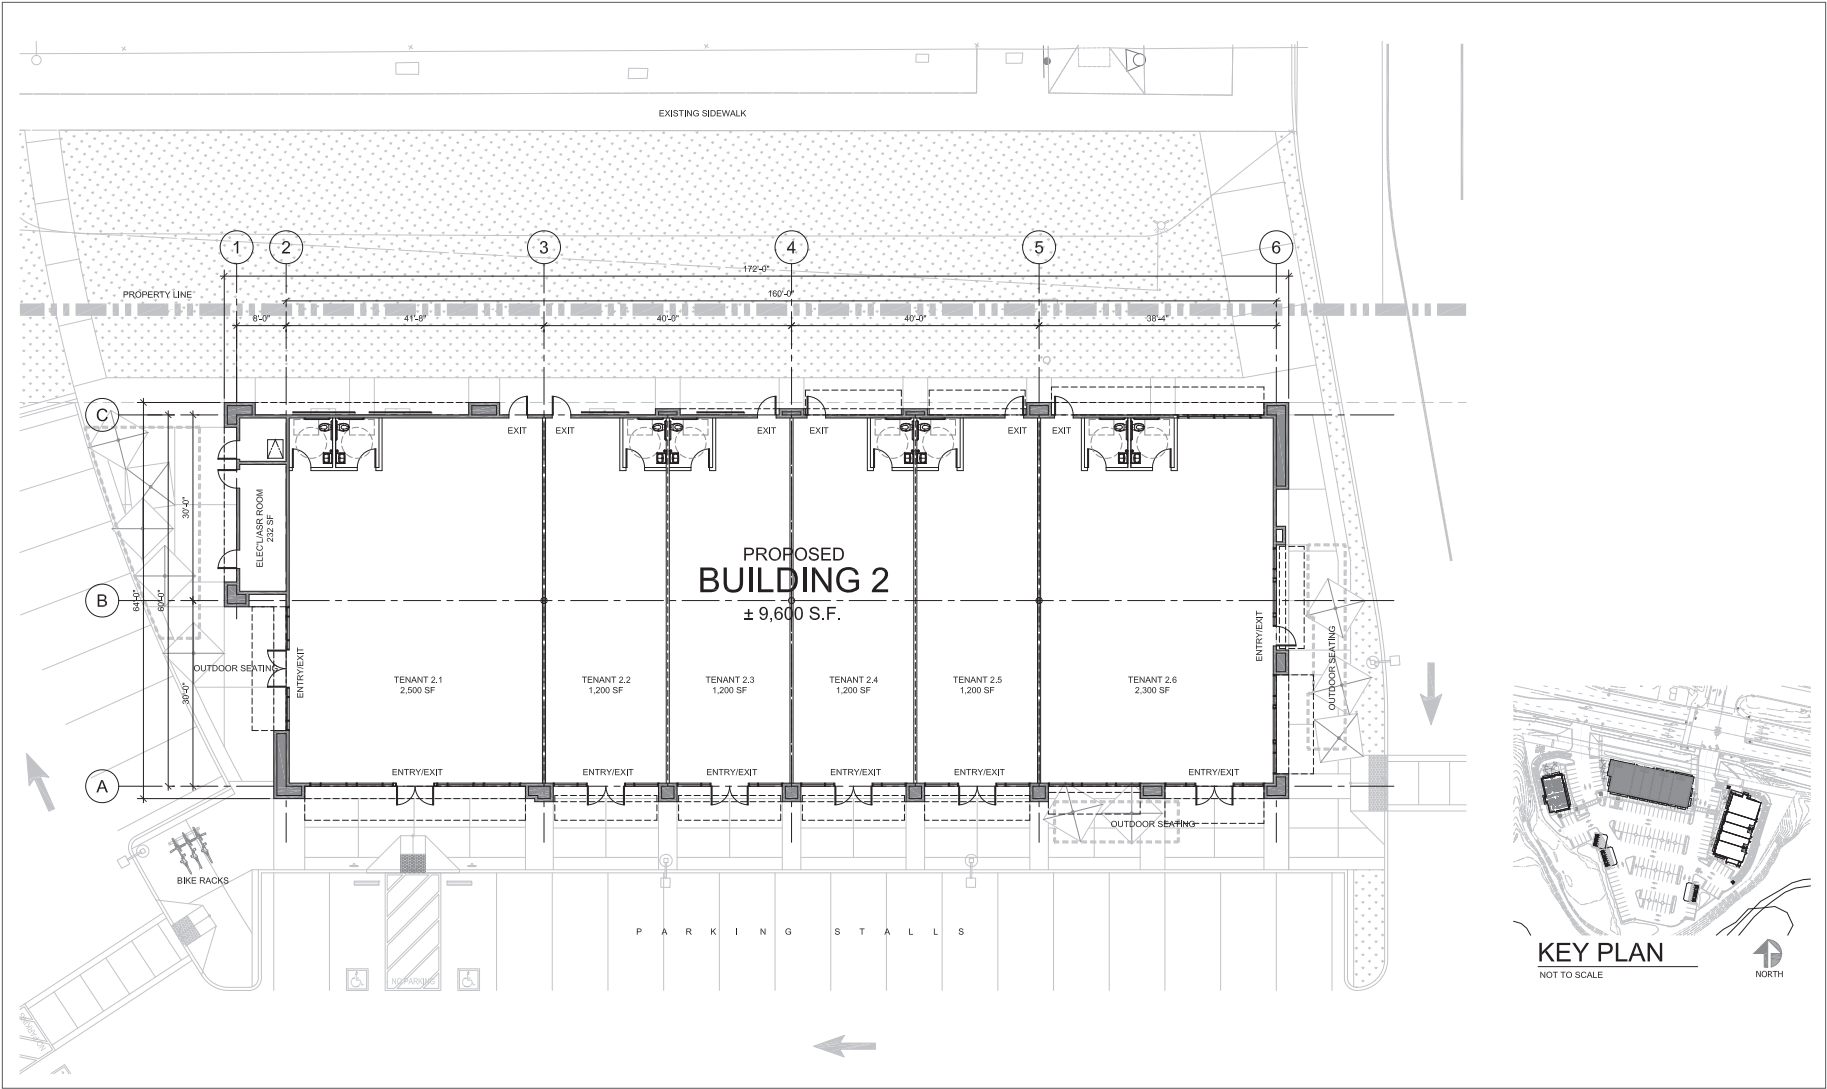 EXISTING SIDEWALK
1 2 3 4 5 6
172'-0"
PROPERTY LINE
160'-0"
8'-0" 41'-8" 40'-0" 40'-0" 38'-4"
C
EXIT EXIT EXIT EXIT EXIT EXIT
30'-0"
ELEC'L/ASR ROOM
232 SF
PROPOSED
BUILDING 2
± 9,600 S.F.
B
64'-0"
60'-0"
ENTRY/EXIT
OUTDOOR SEATING
OUTDOOR SEATING
ENTRY/EXIT
30'-0"
TENANT 2.1
2,500 SF
TENANT 2.2
1,200 SF
TENANT 2.3
1,200 SF
TENANT 2.4
1,200 SF
TENANT 2.5
1,200 SF
TENANT 2.6
2,300 SF
A
ENTRY/EXIT ENTRY/EXIT ENTRY/EXIT ENTRY/EXIT ENTRY/EXIT ENTRY/EXIT
OUTDOOR SEATING
BIKE RACKS
PARKING STALLS
NO PARKING
NO PARKING
KEY PLAN
NOT TO SCALE
NORTH